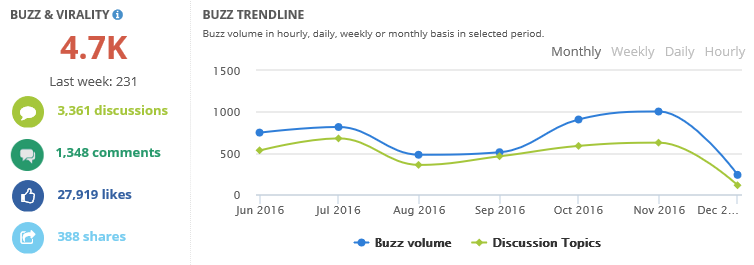 BUZZ & VIRALITY
4.7K
Last week: 231
3,361 discussions
1,348 comments
27,919 likes
388 shares
BUZZ TRENDLINE
Buzz volume in hourly, daily, weekly or monthly basis in selected period.
Monthly Weekly Daily Hourly
1500
1000
500
0
Jun 2016 Jul 2016 Aug 2016 Sep 2016 Oct 2016 Nov 2016 Dec 2...
Buzz volume Discussion Topics